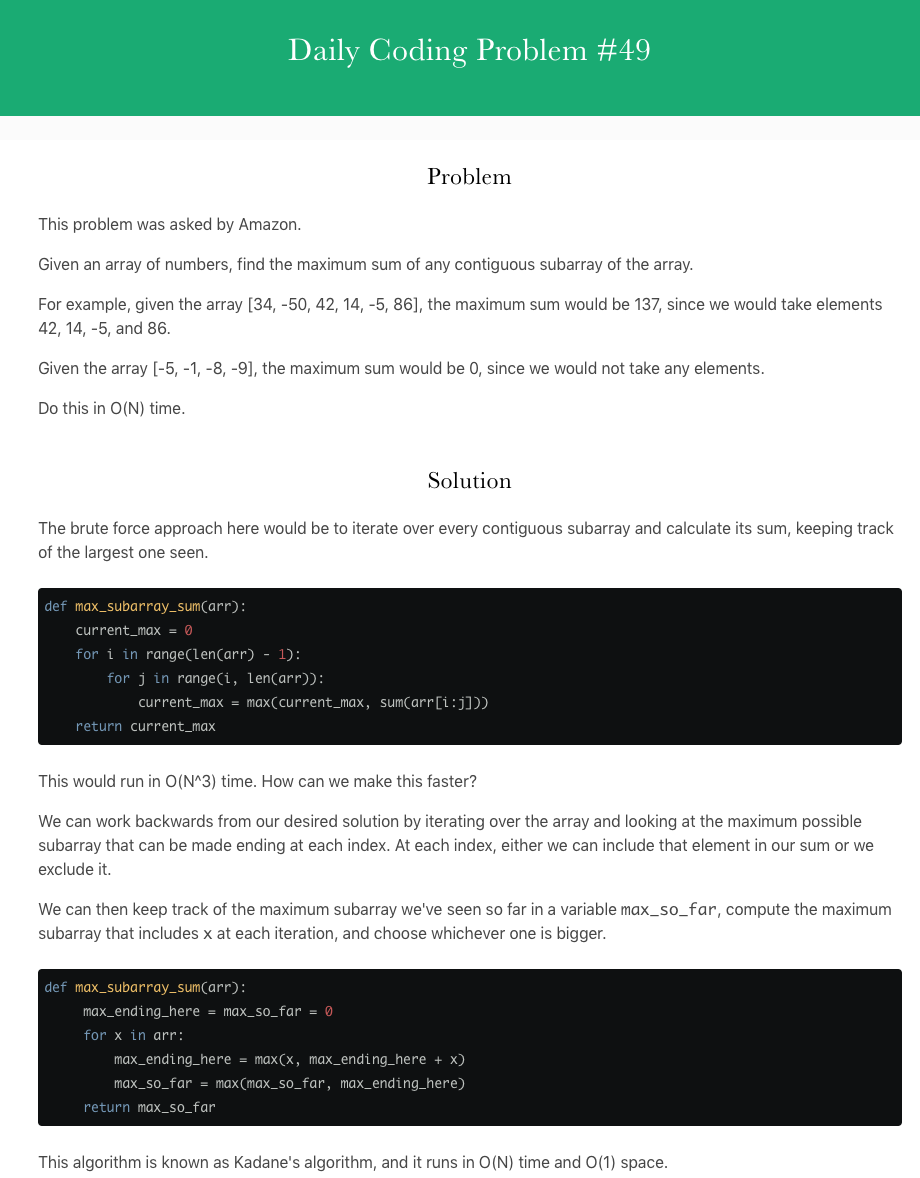 Daily Coding Problem #49
Problem
This problem was asked by Amazon.
Given an array of numbers, find the maximum sum of any contiguous subarray of the array.
For example, given the array [34, -50, 42, 14, -5, 86], the maximum sum would be 137, since we would take elements
42, 14, -5, and 86.
Given the array [-5, -1, -8, -9], the maximum sum would be 0, since we would not take any elements.
Do this in O(N) time.
Solution
The brute force approach here would be to iterate over every contiguous subarray and calculate its sum, keeping track
of the largest one seen.
def max_subarray_sum(arr):
    current_max = 0
    for i in range(len(arr) - 1):
        for j in range(i, len(arr)):
            current_max = max(current_max, sum(arr[i:j]))
    return current_max
This would run in O(N^3) time. How can we make this faster?
We can work backwards from our desired solution by iterating over the array and looking at the maximum possible
subarray that can be made ending at each index. At each index, either we can include that element in our sum or we
exclude it.
We can then keep track of the maximum subarray we've seen so far in a variable max_so_far, compute the maximum
subarray that includes x at each iteration, and choose whichever one is bigger.
def max_subarray_sum(arr):
     max_ending_here = max_so_far = 0
     for x in arr:
         max_ending_here = max(x, max_ending_here + x)
         max_so_far = max(max_so_far, max_ending_here)
     return max_so_far
This algorithm is known as Kadane's algorithm, and it runs in O(N) time and O(1) space.